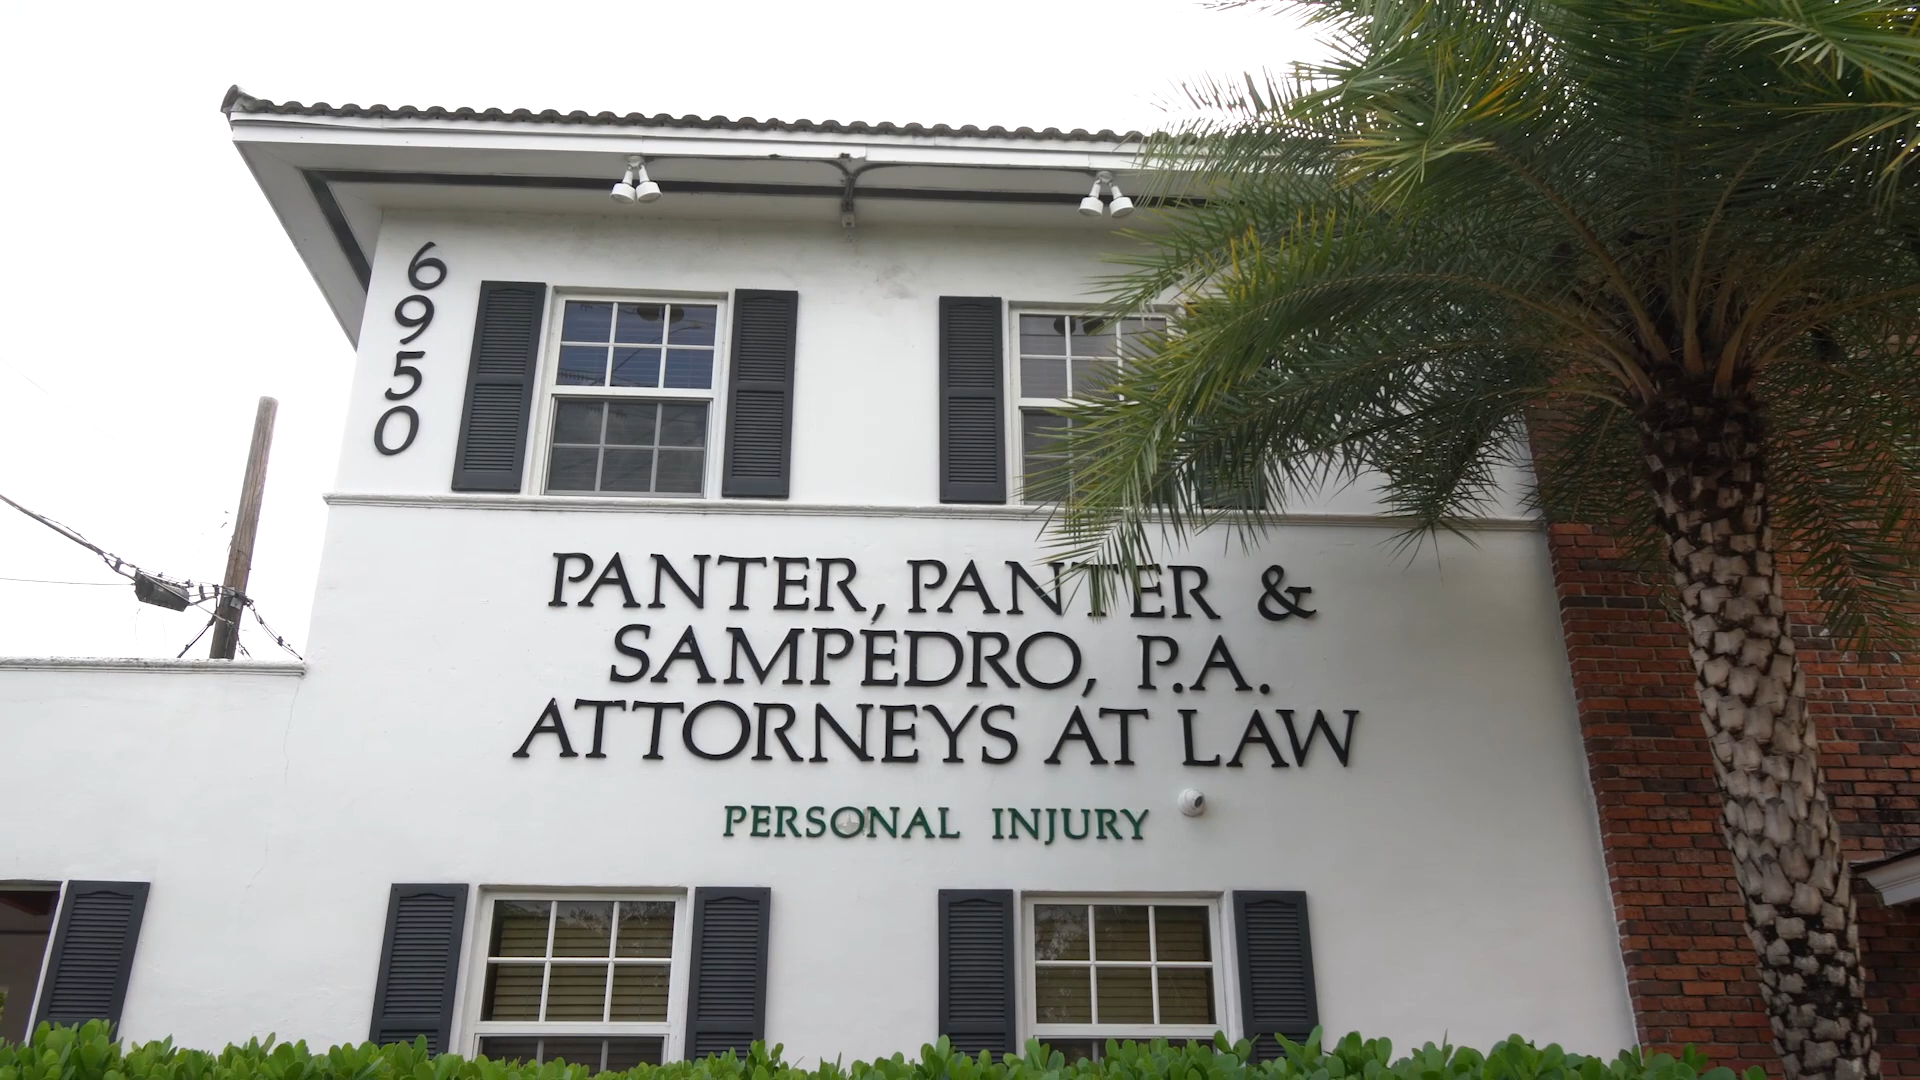 6950
PANTER, PANTER &
SAMPEDRO, P.A.
ATTORNEYS AT LAW
PERSONAL INJURY